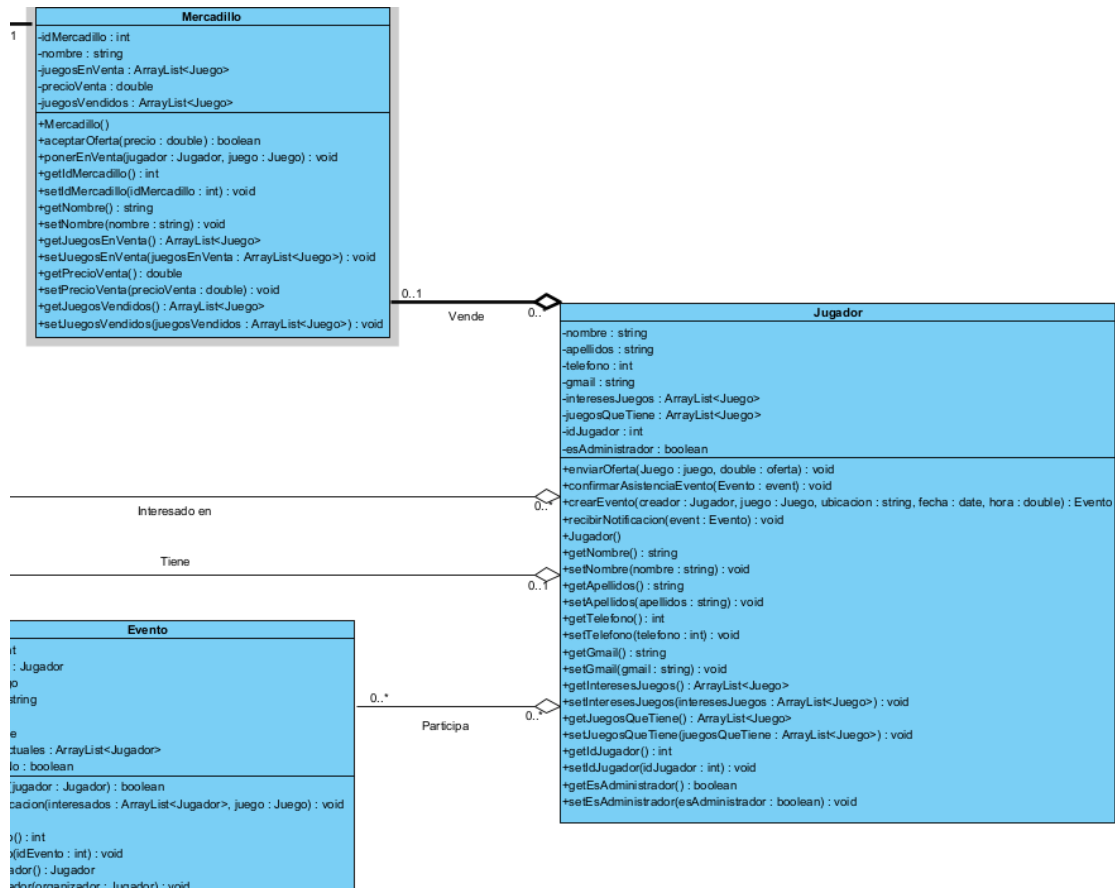 Mercadillo
1
-idMercadillo : int
-nombre : string
-juegosEnVenta : ArrayList<Juego>
-precioVenta : double
-juegosVendidos : ArrayList<Juego>
+Mercadillo()
+aceptarOferta(precio : double) : boolean
+ponerEnVenta(jugador : Jugador, juego : Juego) : void
+getIdMercadillo() : int
+setIdMercadillo(idMercadillo : int) : void
+getNombre() : string
+setNombre(nombre : string) : void
+getJuegosEnVenta() : ArrayList<Juego>
+setJuegosEnVenta(juegosEnVenta : ArrayList<Juego>) : void
+getPrecioVenta() : double
+setPrecioVenta(precioVenta : double) : void
+getJuegosVendidos() : ArrayList<Juego>
+setJuegosVendidos(juegosVendidos : ArrayList<Juego>) : void
0..1
Vende
0..
Jugador
-nombre : string
-apellidos : string
-telefono : int
-gmail : string
-interesesJuegos : ArrayList<Juego>
-juegosQueTiene : ArrayList<Juego>
-idJugador : int
-esAdministrador : boolean
+enviarOferta(Juego : juego, double : oferta) : void
+confirmarAsistenciaEvento(Evento : event) : void
+crearEvento(creador : Jugador, juego : Juego, ubicacion : string, fecha : date, hora : double) : Evento
+recibirNotificacion(event : Evento) : void
+Jugador()
+getNombre() : string
+setNombre(nombre : string) : void
+getApellidos() : string
+setApellidos(apellidos : string) : void
+getTelefono() : int
+setTelefono(telefono : int) : void
+getGmail() : string
+setGmail(gmail : string) : void
+getInteresesJuegos() : ArrayList<Juego>
+setInteresesJuegos(interesesJuegos : ArrayList<Juego>) : void
+getJuegosQueTiene() : ArrayList<Juego>
+setJuegosQueTiene(juegosQueTiene : ArrayList<Juego>) : void
+getIdJugador() : int
+setIdJugador(idJugador : int) : void
+getEsAdministrador() : boolean
+setEsAdministrador(esAdministrador : boolean) : void
Interesado en
0..*
Tiene
0..1
Evento
: Jugador
string
: ArrayList<Jugador>
: boolean
(jugador : Jugador) : boolean
(interesados : ArrayList<Jugador>, juego : Juego) : void
() : int
(idEvento : int) : void
() : Jugador
(organizador : Jugador) : void
0..*
Participa
0..*